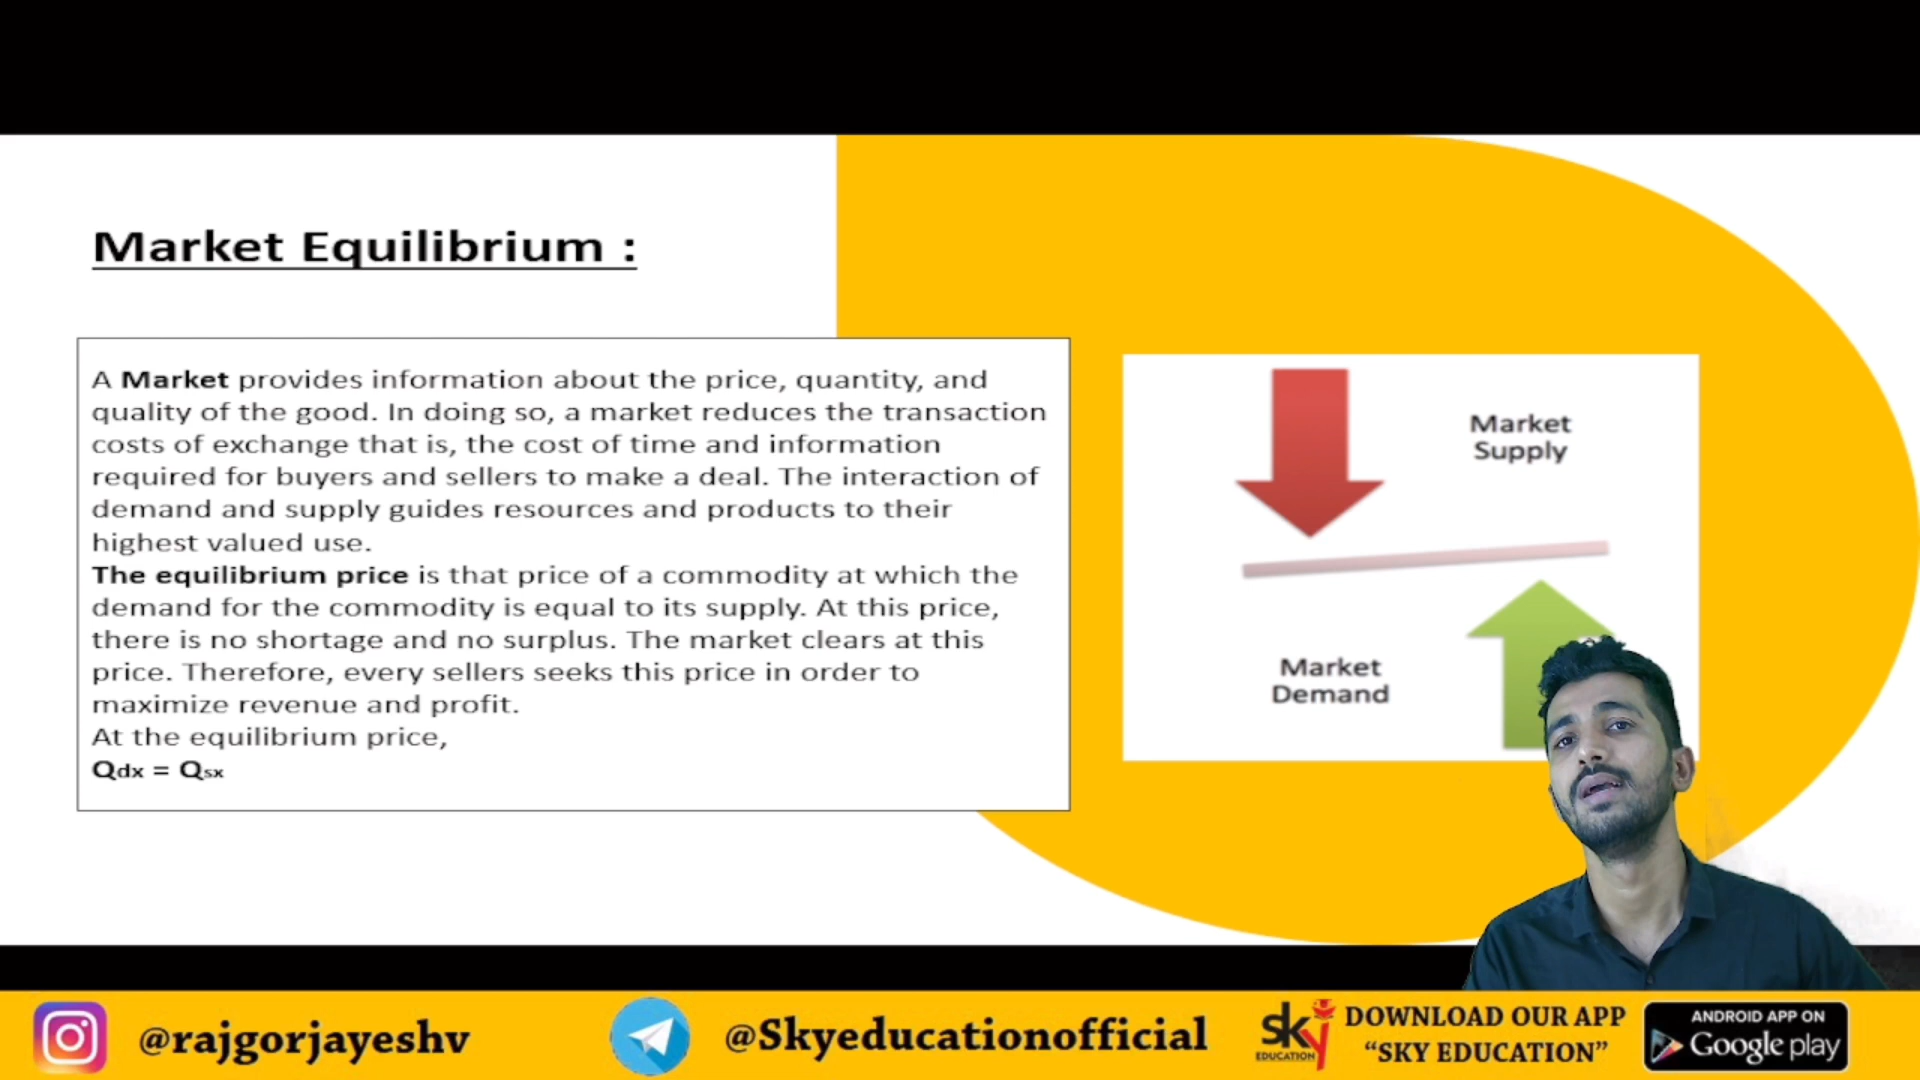 Market Equilibrium :
A Market provides information about the price, quantity, and
quality of the good. In doing so, a market reduces the transaction
costs of exchange that is, the cost of time and information
required for buyers and sellers to make a deal. The interaction of
demand and supply guides resources and products to their
highest valued use.
The equilibrium price is that price of a commodity at which the
demand for the commodity is equal to its supply. At this price,
there is no shortage and no surplus. The market clears at this
price. Therefore, every sellers seeks this price in order to
maximize revenue and profit.
At the equilibrium price,
Qdx = Qsx
Market
Supply
Market
Demand
@rajgorjayeshv
@Skyeducationofficial
sky
EDUCATION
DOWNLOAD OUR APP
“SKY EDUCATION”
ANDROID APP ON
Google play